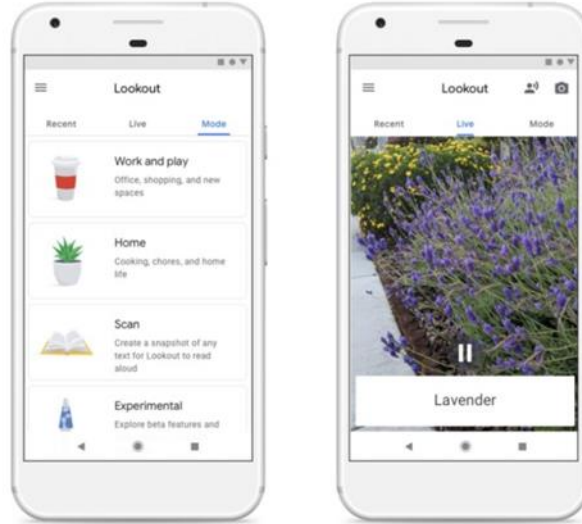 Lookout
Recent Live Mode
Work and play
Office, shopping, and new
spaces
Home
Cooking, chores, and home
life
Scan
Create a snapshot of any
text for Lookout to read
aloud
Experimental
Explore beta features and
Lookout
Recent Live Mode
Lavender